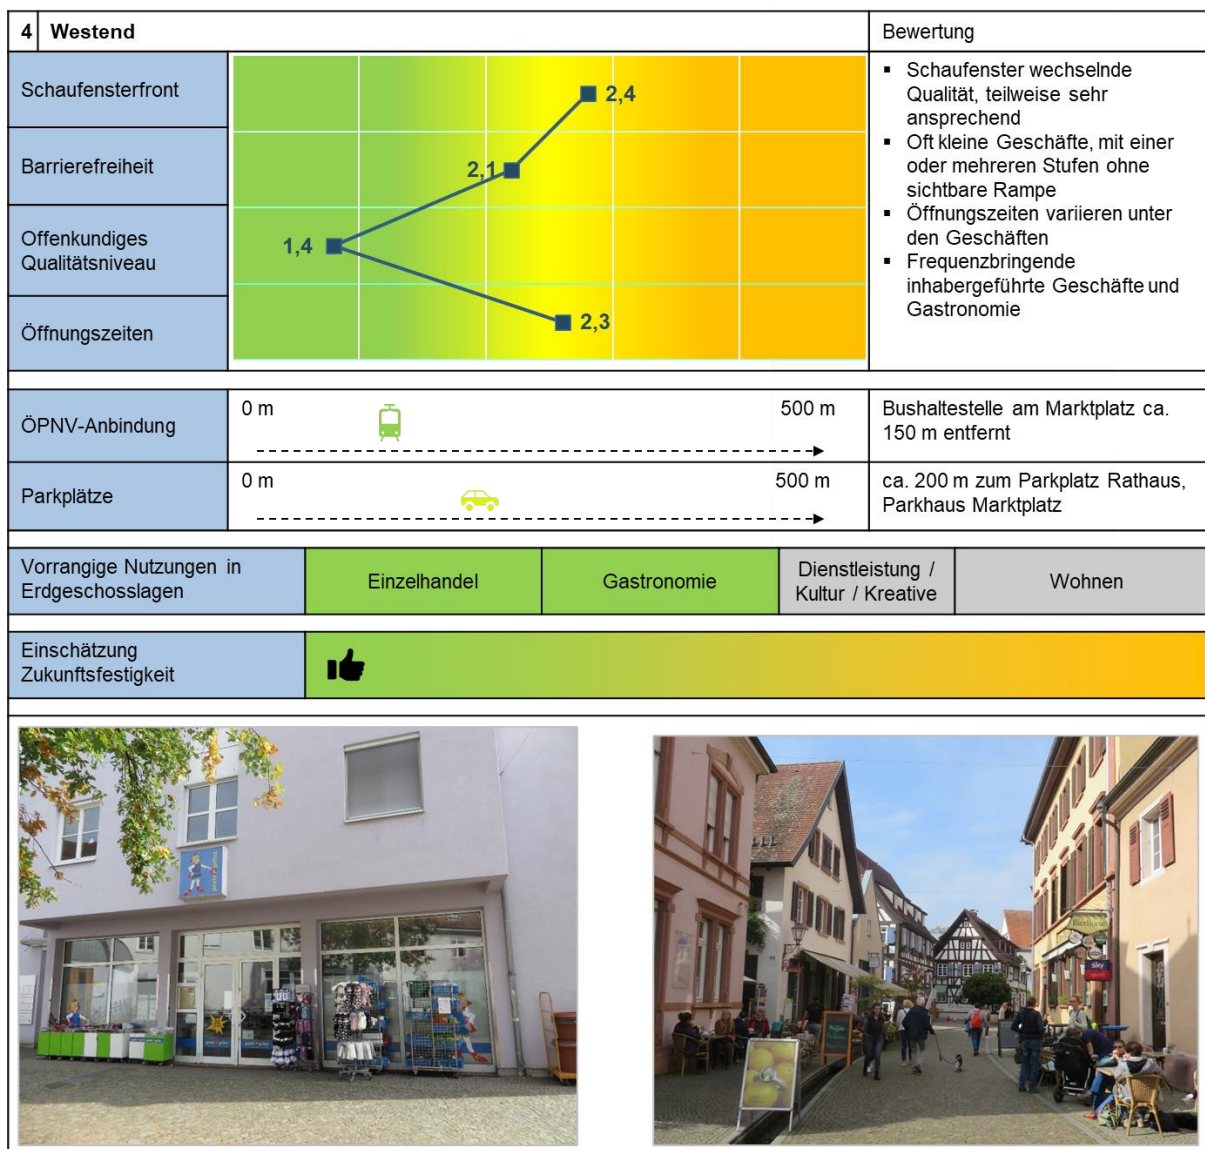 4 Westend
Bewertung
Schaufensterfront
2,4
Barrierefreiheit
2,1
Offenkundiges
Qualitätsniveau
1,4
Öffnungszeiten
2,3
▪ Schaufenster wechselnde
Qualität, teilweise sehr
ansprechend
▪ Oft kleine Geschäfte, mit einer
oder mehreren Stufen ohne
sichtbare Rampe
▪ Öffnungszeiten variieren unter
den Geschäften
▪ Frequenzbringende
inhabergeführte Geschäfte und
Gastronomie
ÖPNV-Anbindung
0 m
500 m
Bushaltestelle am Marktplatz ca.
150 m entfernt
Parkplätze
0 m
500 m
ca. 200 m zum Parkplatz Rathaus,
Parkhaus Marktplatz
Vorrangige Nutzungen in
Erdgeschosslagen
Einzelhandel
Gastronomie
Dienstleistung /
Kultur / Kreative
Wohnen
Einschätzung
Zukunftsfestigkeit
sky